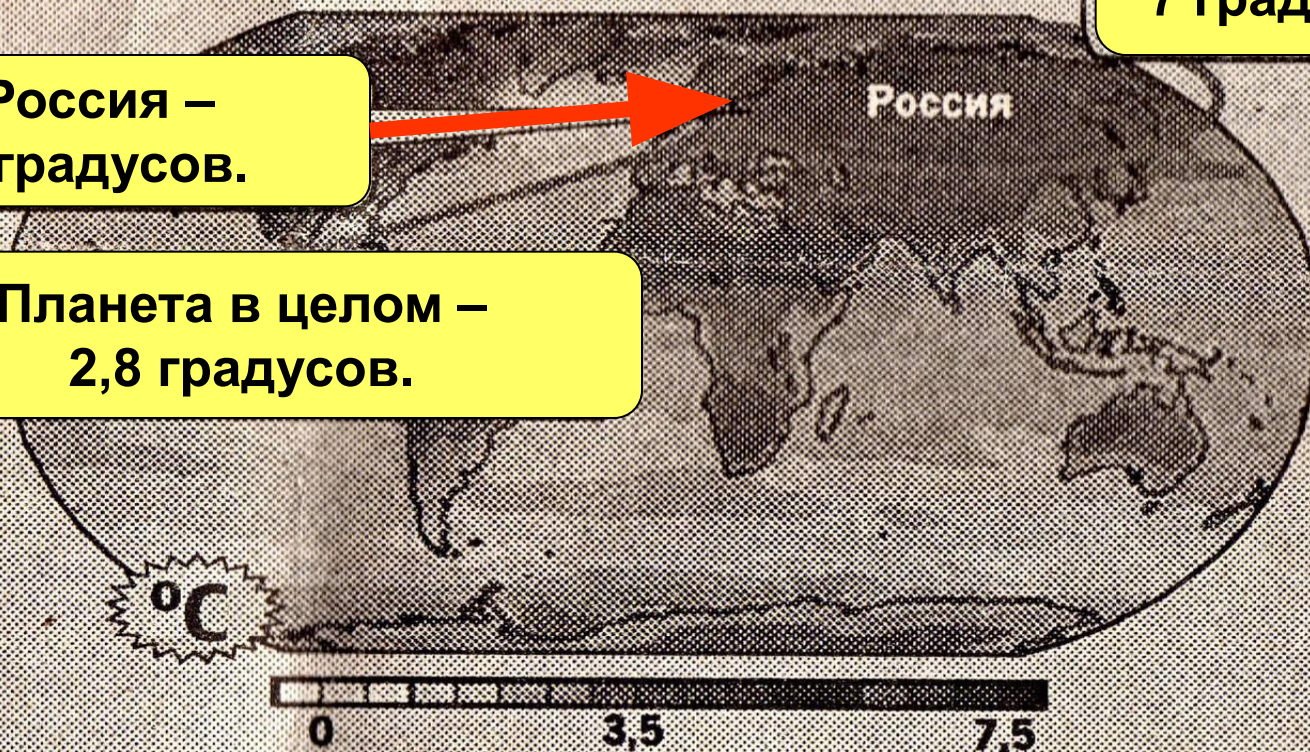 7 град
Россия –
градусов.
Россия
Планета в целом –
2,8 градусов.
°C
0 3,5 7,5